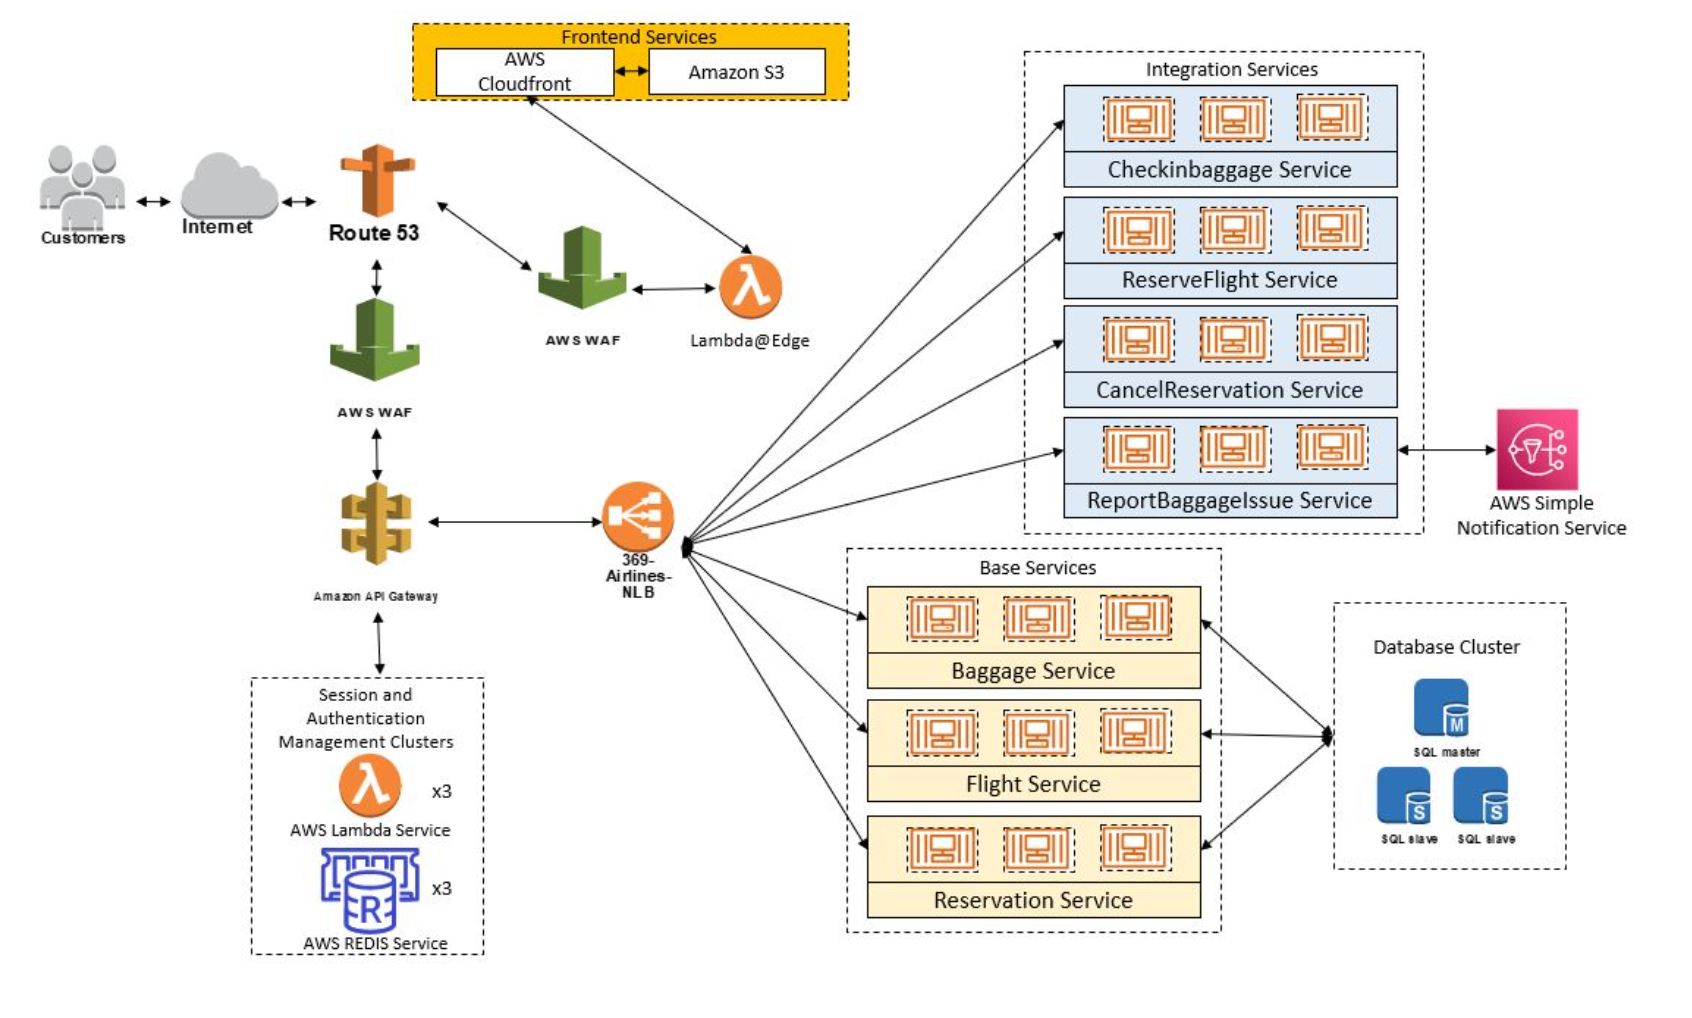 Frontend Services
AWS
Cloudfront
Amazon S3
Customers
Internet
Route 53
AWS WAF
Lambda@Edge
AWS WAF
Amazon API Gateway
369-
Airlines-
NLB
Session and
Authentication
Management Clusters
λ
x3
AWS Lambda Service
R
x3
AWS REDIS Service
Integration Services
Checkinbaggage Service
ReserveFlight Service
CancelReservation Service
ReportBaggageIssue Service
AWS Simple
Notification Service
Base Services
Baggage Service
Flight Service
Reservation Service
Database Cluster
M
SQL master
S
S
SQL slave
SQL slave